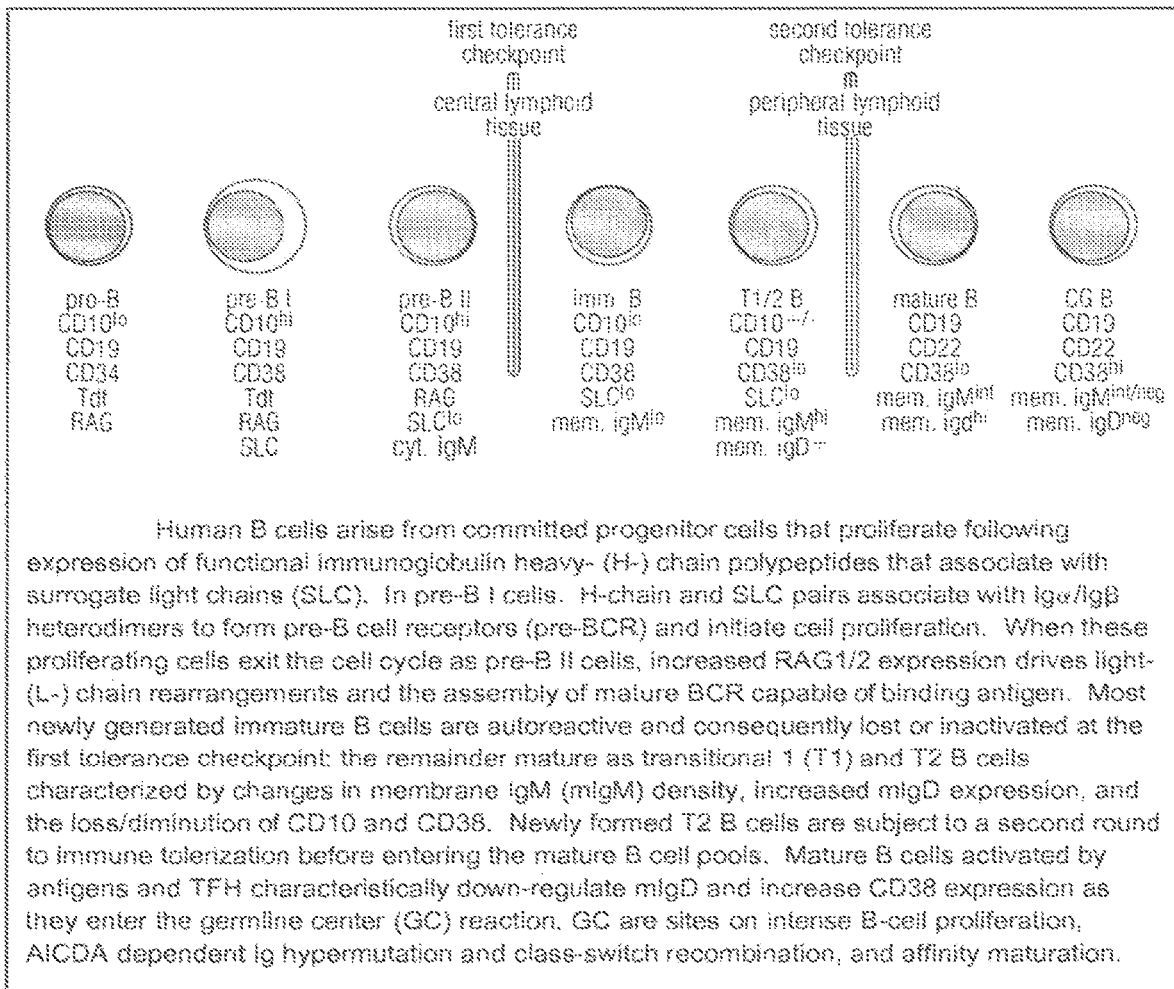 first tolerance
checkpoint
in
central lymphoid
tissue
second tolerance
checkpoint
in
peripheral lymphoid
tissue
pro-B
CD10lo
CD19
CD34
Tdt
RAG
pre-B I
CD10hi
CD19
CD38
Tdt
RAG
SLC
pre-B II
CD10hi
CD19
CD38
RAG
SLClo
cyt. igM
imm. B
CD10lo
CD19
CD38
SLClo
mem. igMlo
T1/2 B
CD10+/-
CD19
CD38lo
SLClo
mem. igMhi
mem. igD+
mature B
CD19
CD22
CD38lo
mem. igMint
mem. igdhi
CG B
CD19
CD22
CD38hi
mem. igMint/neg
mem. igDneg
Human B cells arise from committed progenitor cells that proliferate following
expression of functional immunoglobulin heavy- (H-) chain polypeptides that associate with
surrogate light chains (SLC). In pre-B I cells. H-chain and SLC pairs associate with Igα/Igβ
heterodimers to form pre-B cell receptors (pre-BCR) and initiate cell proliferation. When these
proliferating cells exit the cell cycle as pre-B II cells, increased RAG1/2 expression drives light-
(L-) chain rearrangements and the assembly of mature BCR capable of binding antigen. Most
newly generated immature B cells are autoreactive and consequently lost or inactivated at the
first tolerance checkpoint: the remainder mature as transitional 1 (T1) and T2 B cells
characterized by changes in membrane IgM (mIgM) density, increased mIgD expression, and
the loss/diminution of CD10 and CD38. Newly formed T2 B cells are subject to a second round
to immune tolerization before entering the mature B cell pools. Mature B cells activated by
antigens and TFH characteristically down-regulate mIgD and increase CD38 expression as
they enter the germline center (GC) reaction. GC are sites on intense B-cell proliferation,
AICDA dependent Ig hypermutation and class-switch recombination, and affinity maturation.